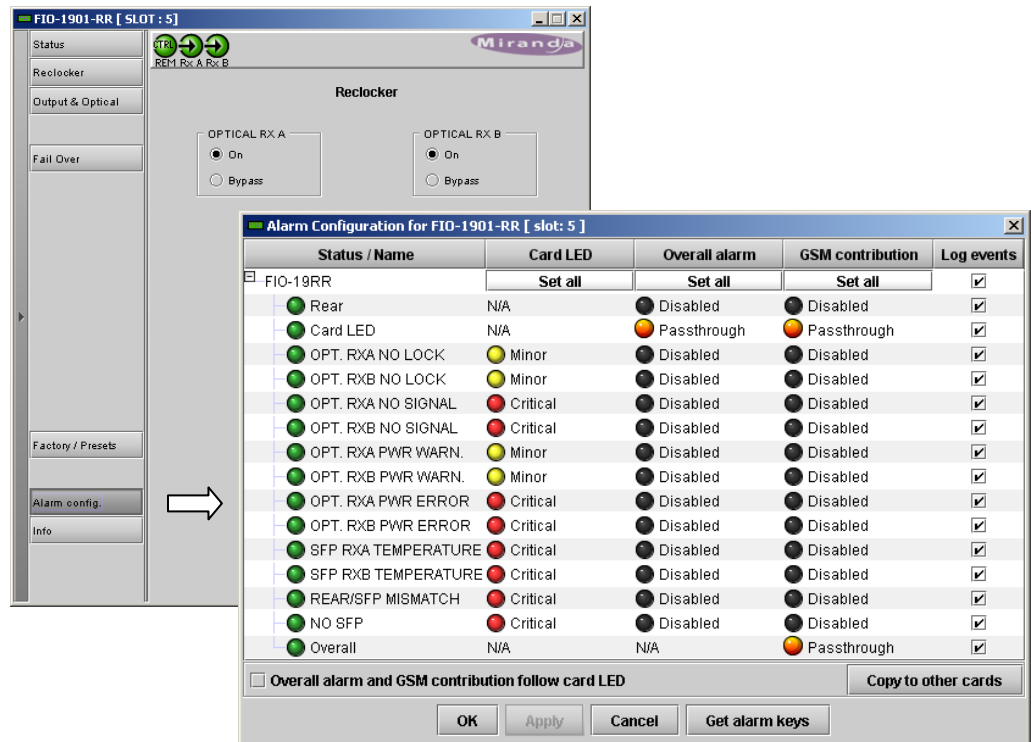 FIO-1901-RR [ SLOT : 5]
Status
Reclocker
Output & Optical
Fail Over
Factory / Presets
Alarm config.
Info
CTRL
REM Rx A Rx B
Miranda
Reclocker
OPTICAL RX A
On
Bypass
OPTICAL RX B
On
Bypass
Alarm Configuration for FIO-1901-RR [ slot: 5 ]
Status / Name Card LED Overall alarm GSM contribution Log events
FIO-19RR Set all Set all Set all
Rear N/A Disabled Disabled
Card LED N/A Passthrough Passthrough
OPT. RXA NO LOCK Minor Disabled Disabled
OPT. RXB NO LOCK Minor Disabled Disabled
OPT. RXA NO SIGNAL Critical Disabled Disabled
OPT. RXB NO SIGNAL Critical Disabled Disabled
OPT. RXA PWR WARN. Minor Disabled Disabled
OPT. RXB PWR WARN. Minor Disabled Disabled
OPT. RXA PWR ERROR Critical Disabled Disabled
OPT. RXB PWR ERROR Critical Disabled Disabled
SFP RXA TEMPERATURE Critical Disabled Disabled
SFP RXB TEMPERATURE Critical Disabled Disabled
REAR/SFP MISMATCH Critical Disabled Disabled
NO SFP Critical Disabled Disabled
Overall N/A N/A Passthrough
Overall alarm and GSM contribution follow card LED Copy to other cards
OK Apply Cancel Get alarm keys